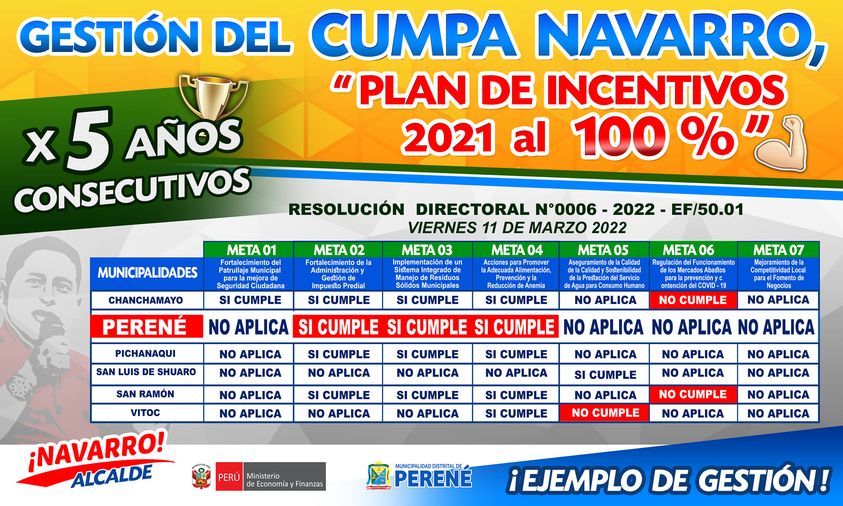 GESTIÓN DEL CUMPA NAVARRO,
“PLAN DE INCENTIVOS
2021 al 100 %”
X 5 AÑOS
CONSECUTIVOS
RESOLUCIÓN DIRECTORAL N°0006 - 2022 - EF/50.01
VIERNES 11 DE MARZO 2022
MUNICIPALIDADES
META 01
Fortalecimiento del
Patrullaje Municipal
para la mejora de
Seguridad Ciudadana
META 02
Fortalecimiento de la
Administración y
Gestión de
Impuesto Predial
META 03
Implementación de un
Sistema Integrado de
Manejo de Residuos
Sólidos Municipales
META 04
Acciones para Promover
la Adecuada Alimentación,
Prevención y la
Reducción de Anemia
META 05
Aseguramiento de la Calidad
de la Calidad y Sostenibilidad
de la Prestación del Servicio
de Agua para Consumo Humano
META 06
Regulación del Funcionamiento
de los Mercados Abastos
para la prevención y c
ontención del COVID - 19
META 07
Mejoramiento de la
Competitividad Local
para el Fomento de
Negocios
CHANCHAMAYO SI CUMPLE SI CUMPLE SI CUMPLE SI CUMPLE NO APLICA NO CUMPLE NO APLICA
PERENÉ NO APLICA SI CUMPLE SI CUMPLE SI CUMPLE NO APLICA NO APLICA NO APLICA
PICHANAQUI NO APLICA SI CUMPLE SI CUMPLE SI CUMPLE NO APLICA NO APLICA NO APLICA
SAN LUIS DE SHUARO NO APLICA NO APLICA NO APLICA NO APLICA SI CUMPLE NO APLICA NO APLICA
SAN RAMÓN NO APLICA SI CUMPLE SI CUMPLE SI CUMPLE NO APLICA NO CUMPLE NO APLICA
VITOC NO APLICA NO APLICA NO APLICA SI CUMPLE NO CUMPLE NO APLICA NO APLICA
¡NAVARRO!
ALCALDE
PERÚ
Ministerio
de Economía y Finanzas
MUNICIPALIDAD DISTRITAL DE
PERENÉ
¡EJEMPLO DE GESTIÓN!